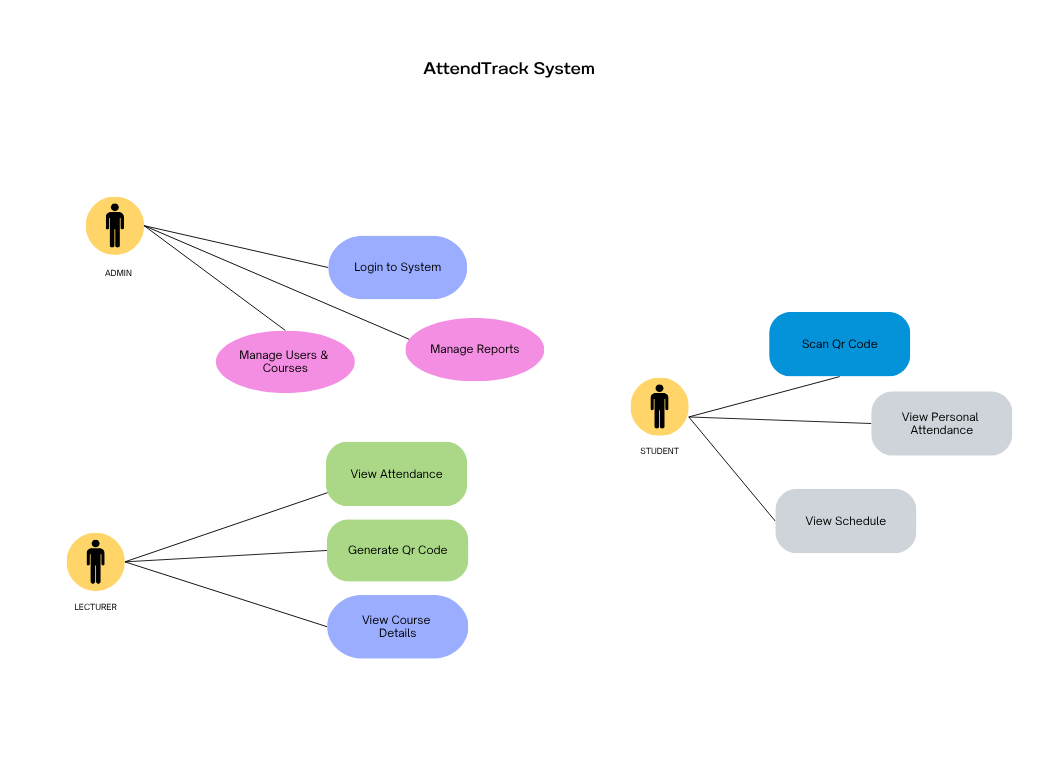 AttendTrack System
ADMIN
Login to System
Manage Reports
Manage Users &
Courses
Scan Qr Code
View Personal
Attendance
STUDENT
View Schedule
View Attendance
Generate Qr Code
LECTURER
View Course
Details